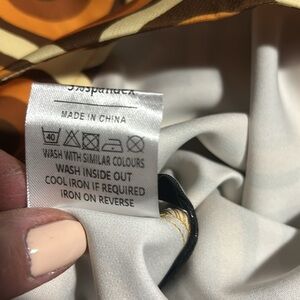 5%spandex
MADE IN CHINA
40
WASH WITH SIMILAR COLOURS
WASH INSIDE OUT
COOL IRON IF REQUIRED
IRON ON REVERSE